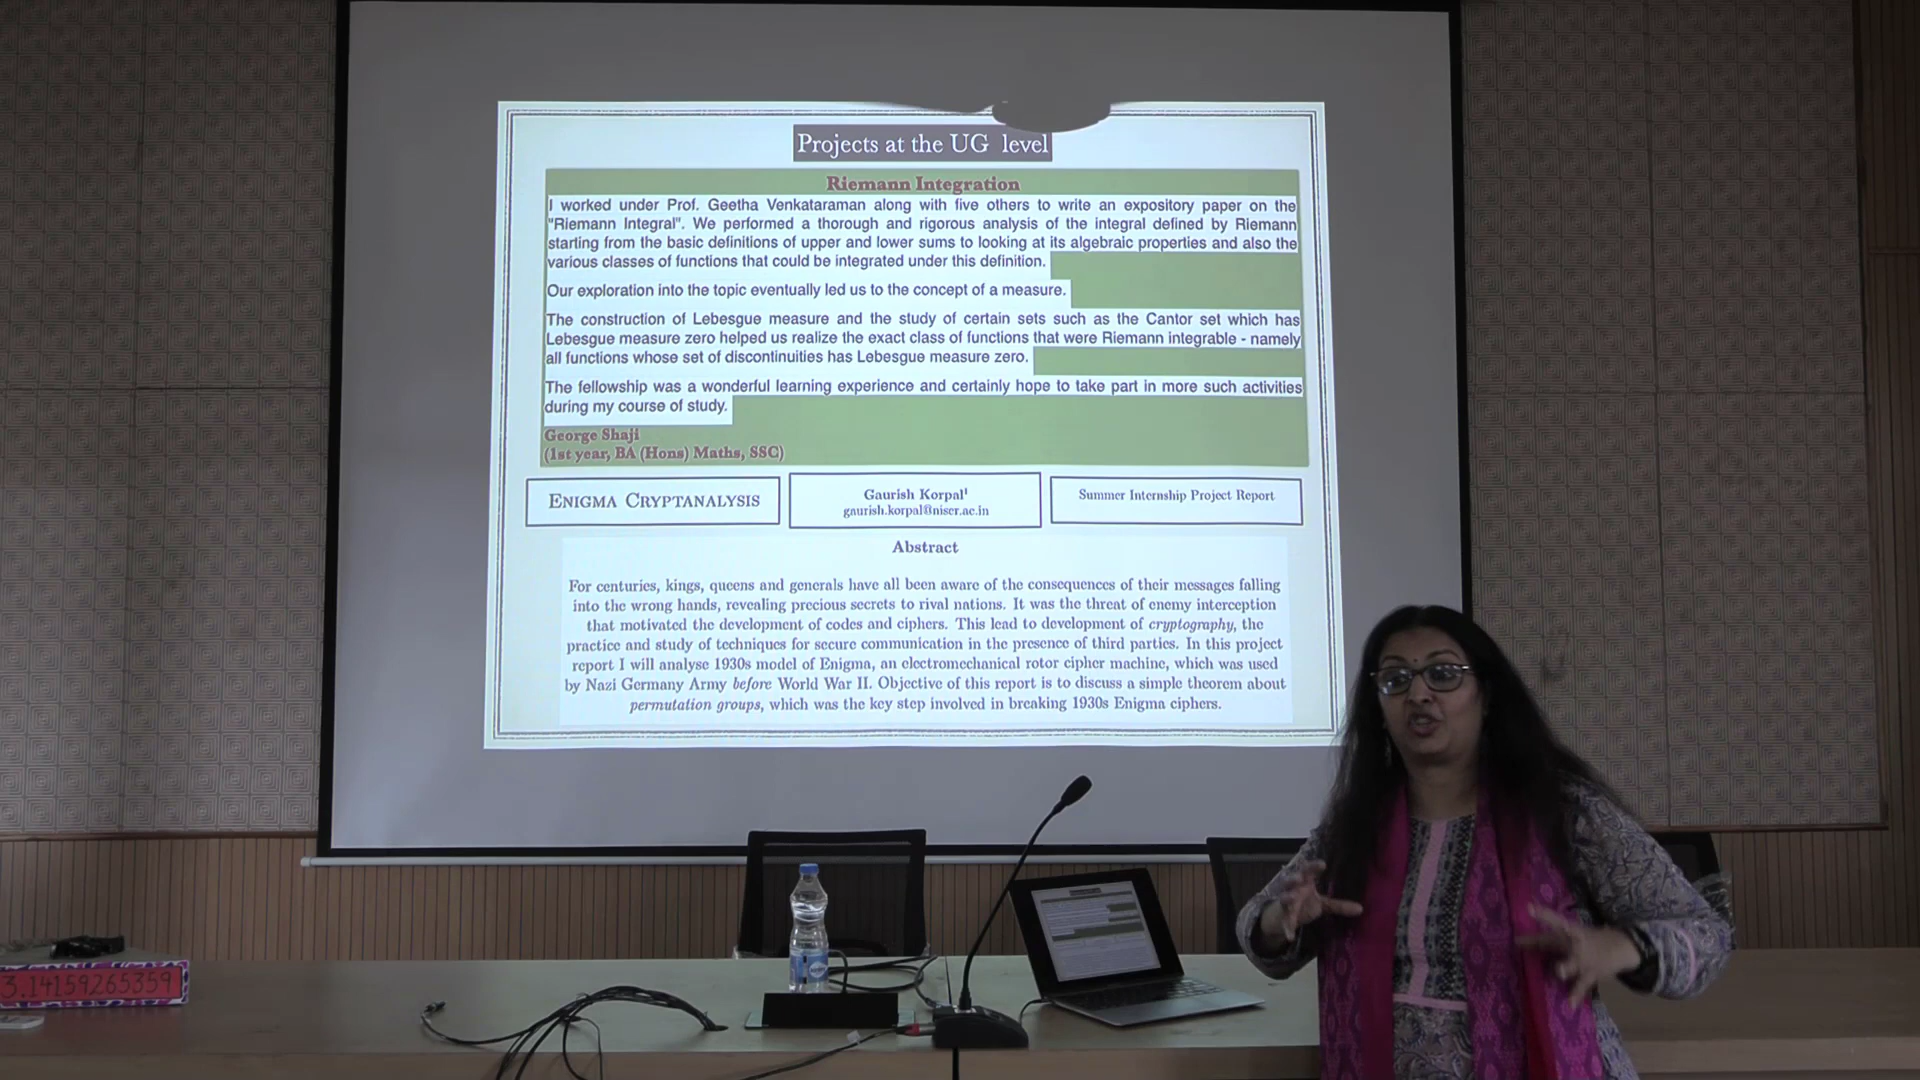 Projects at the UG level
Riemann Integration
I worked under Prof. Geetha Venkataraman along with five others to write an expository paper on the
"Riemann Integral". We performed a thorough and rigorous analysis of the integral defined by Riemann
starting from the basic definitions of upper and lower sums to looking at its algebraic properties and also the
various classes of functions that could be integrated under this definition.
Our exploration into the topic eventually led us to the concept of a measure.
The construction of Lebesgue measure and the study of certain sets such as the Cantor set which has
Lebesgue measure zero helped us realize the exact class of functions that were Riemann integrable - namely
all functions whose set of discontinuities has Lebesgue measure zero.
The fellowship was a wonderful learning experience and certainly hope to take part in more such activities
during my course of study.
George Shaji
(1st year, BA (Hons) Maths, SSC)
ENIGMA CRYPTANALYSIS
Gaurish Korpal¹
gaurish.korpal@niser.ac.in
Summer Internship Project Report
Abstract
For centuries, kings, queens and generals have all been aware of the consequences of their messages falling
into the wrong hands, revealing precious secrets to rival nations. It was the threat of enemy interception
that motivated the development of codes and ciphers. This lead to development of cryptography, the
practice and study of techniques for secure communication in the presence of third parties. In this project
report I will analyse 1930s model of Enigma, an electromechanical rotor cipher machine, which was used
by Nazi Germany Army before World War II. Objective of this report is to discuss a simple theorem about
permutation groups, which was the key step involved in breaking 1930s Enigma ciphers.
3.14159265359